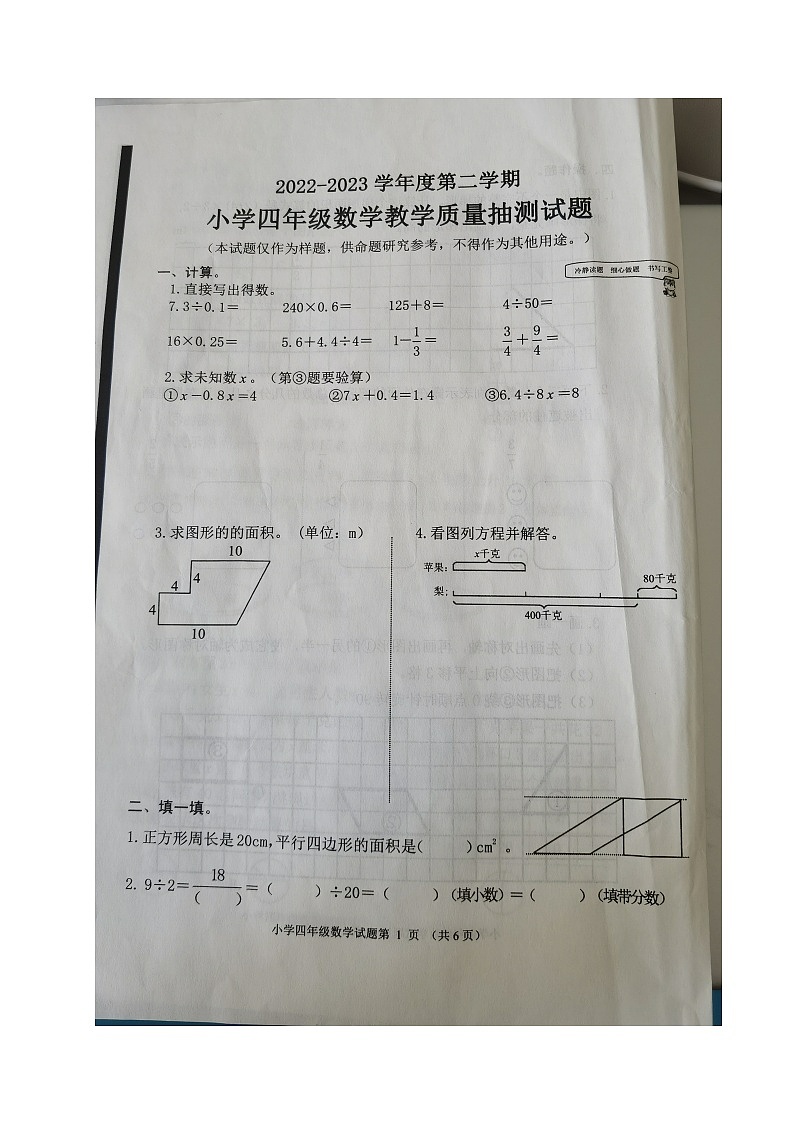 2022-2023 学年度第二学期
小学四年级数学教学质量抽测试题
（本试题仅作为样题，供命题研究参考，不得作为其他用途。）
冷静读题 细心做题 书写工整
一、计算。
1.直接写出得数。
7.3÷0.1＝ 240×0.6＝ 125+8＝ 4÷50＝
16×0.25＝ 5.6+4.4÷4＝ 1-1/3＝ 3/4+9/4＝
2.求未知数x。（第③题要验算）
①x-0.8x=4 ②7x+0.4=1.4 ③6.4÷8x=8
3.求图形的的面积。（单位：m） 4.看图列方程并解答。
10
4
4
4
10
x千克
苹果：
梨：
80千克
400千克
二、填一填。
1.正方形周长是20cm，平行四边形的面积是（ ）cm²。
2. 9÷2＝18/（ ）＝（ ）÷20＝（ ）（填小数）＝（ ）（填带分数）
小学四年级数学试题第 1 页 （共6页）